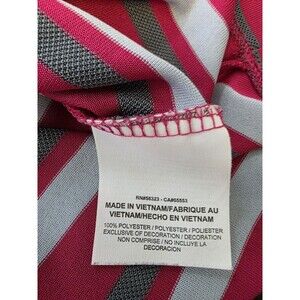 RN#56323 - CA#05553
MADE IN VIETNAM/FABRIQUE AU
VIETNAM/HECHO EN VIETNAM
100% POLYESTER / POLYESTER / POLIESTER
EXCLUSIVE OF DECORATION / DECORATION
NON COMPRISE / NO INCLUYE LA
DECORACION